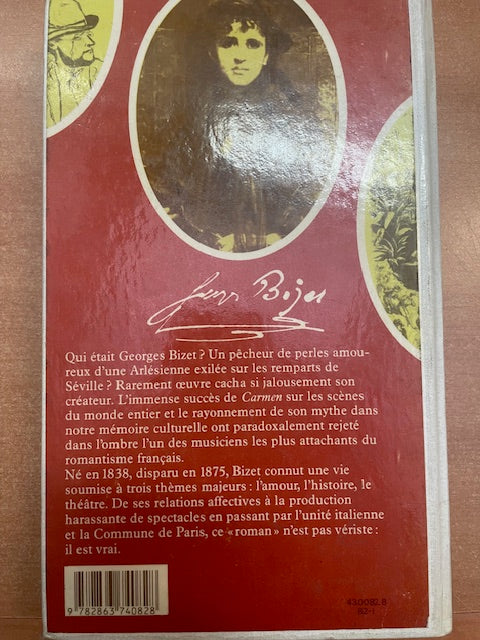 Georges Bizet
Qui était Georges Bizet ? Un pêcheur de perles amou-
reux d'une Arlésienne exilée sur les remparts de
Séville ? Rarement œuvre cacha si jalousement son
créateur. L'immense succès de Carmen sur les scènes
du monde entier et le rayonnement de son mythe dans
notre mémoire culturelle ont paradoxalement rejeté
dans l'ombre l'un des musiciens les plus attachants du
romantisme français.
Né en 1838, disparu en 1875, Bizet connut une vie
soumise à trois thèmes majeurs : l'amour, l'histoire, le
théâtre. De ses relations affectives à la production
harassante de spectacles en passant par l'unité italienne
et la Commune de Paris, ce « roman » n'est pas vériste :
il est vrai.
9 782863 740828
43.0082.8
82-I